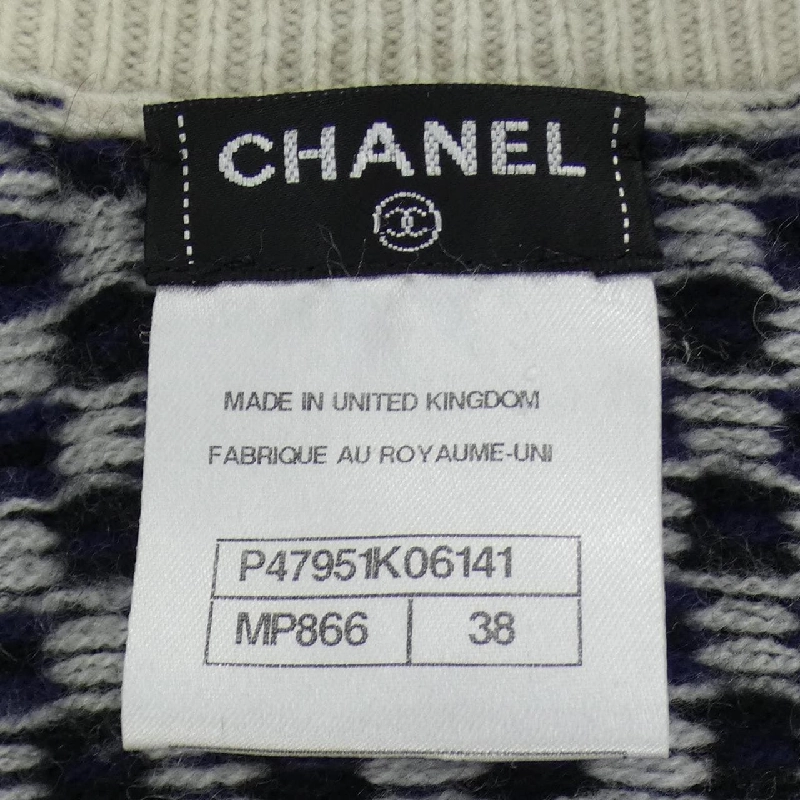 CHANEL
MADE IN UNITED KINGDOM
FABRIQUE AU ROYAUME-UNI
P47951K06141
MP866 38